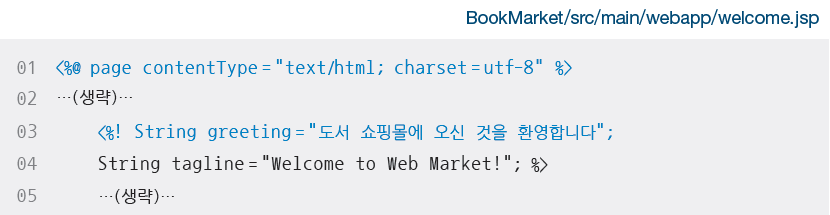 BookMarket/src/main/webapp/welcome.jsp
01 <%@ page contentType="text/html; charset=utf-8" %>
02 …(생략)…
03 <%! String greeting="도서 쇼핑몰에 오신 것을 환영합니다";
04 String tagline="Welcome to Web Market!"; %>
05 …(생략)…